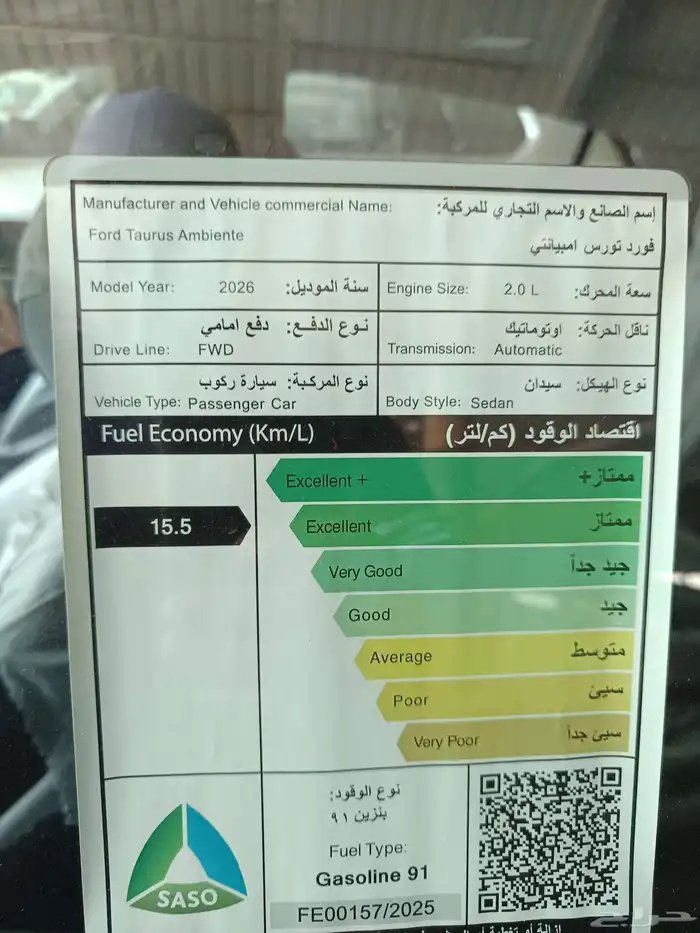 Manufacturer and Vehicle commercial Name: إسم الصانع والاسم التجاري للمركبة:
Ford Taurus Ambiente فورد تورس امبيانتي
Model Year: 2026 سنة الموديل:
Engine Size: 2.0 L سعة المحرك:
نوع الدفع: دفع امامي
Drive Line: FWD
ناقل الحركة: اوتوماتيك
Transmission: Automatic
نوع المركبة: سيارة ركوب
Vehicle Type: Passenger Car
نوع الهيكل: سيدان
Body Style: Sedan
Fuel Economy (Km/L) اقتصاد الوقود (كم/لتر)
Excellent + ممتاز+
15.5
Excellent ممتاز
Very Good جيد جداً
Good جيد
Average متوسط
Poor سيئ
Very Poor سيئ جداً
SASO
نوع الوقود:
بنزين ٩١
Fuel Type:
Gasoline 91
FE00157/2025
حراج